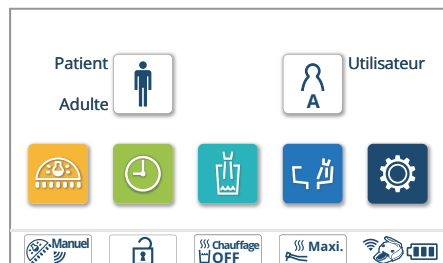 Patient
Utilisateur
Adulte
A
Manuel
Chauffage
OFF
Maxi.